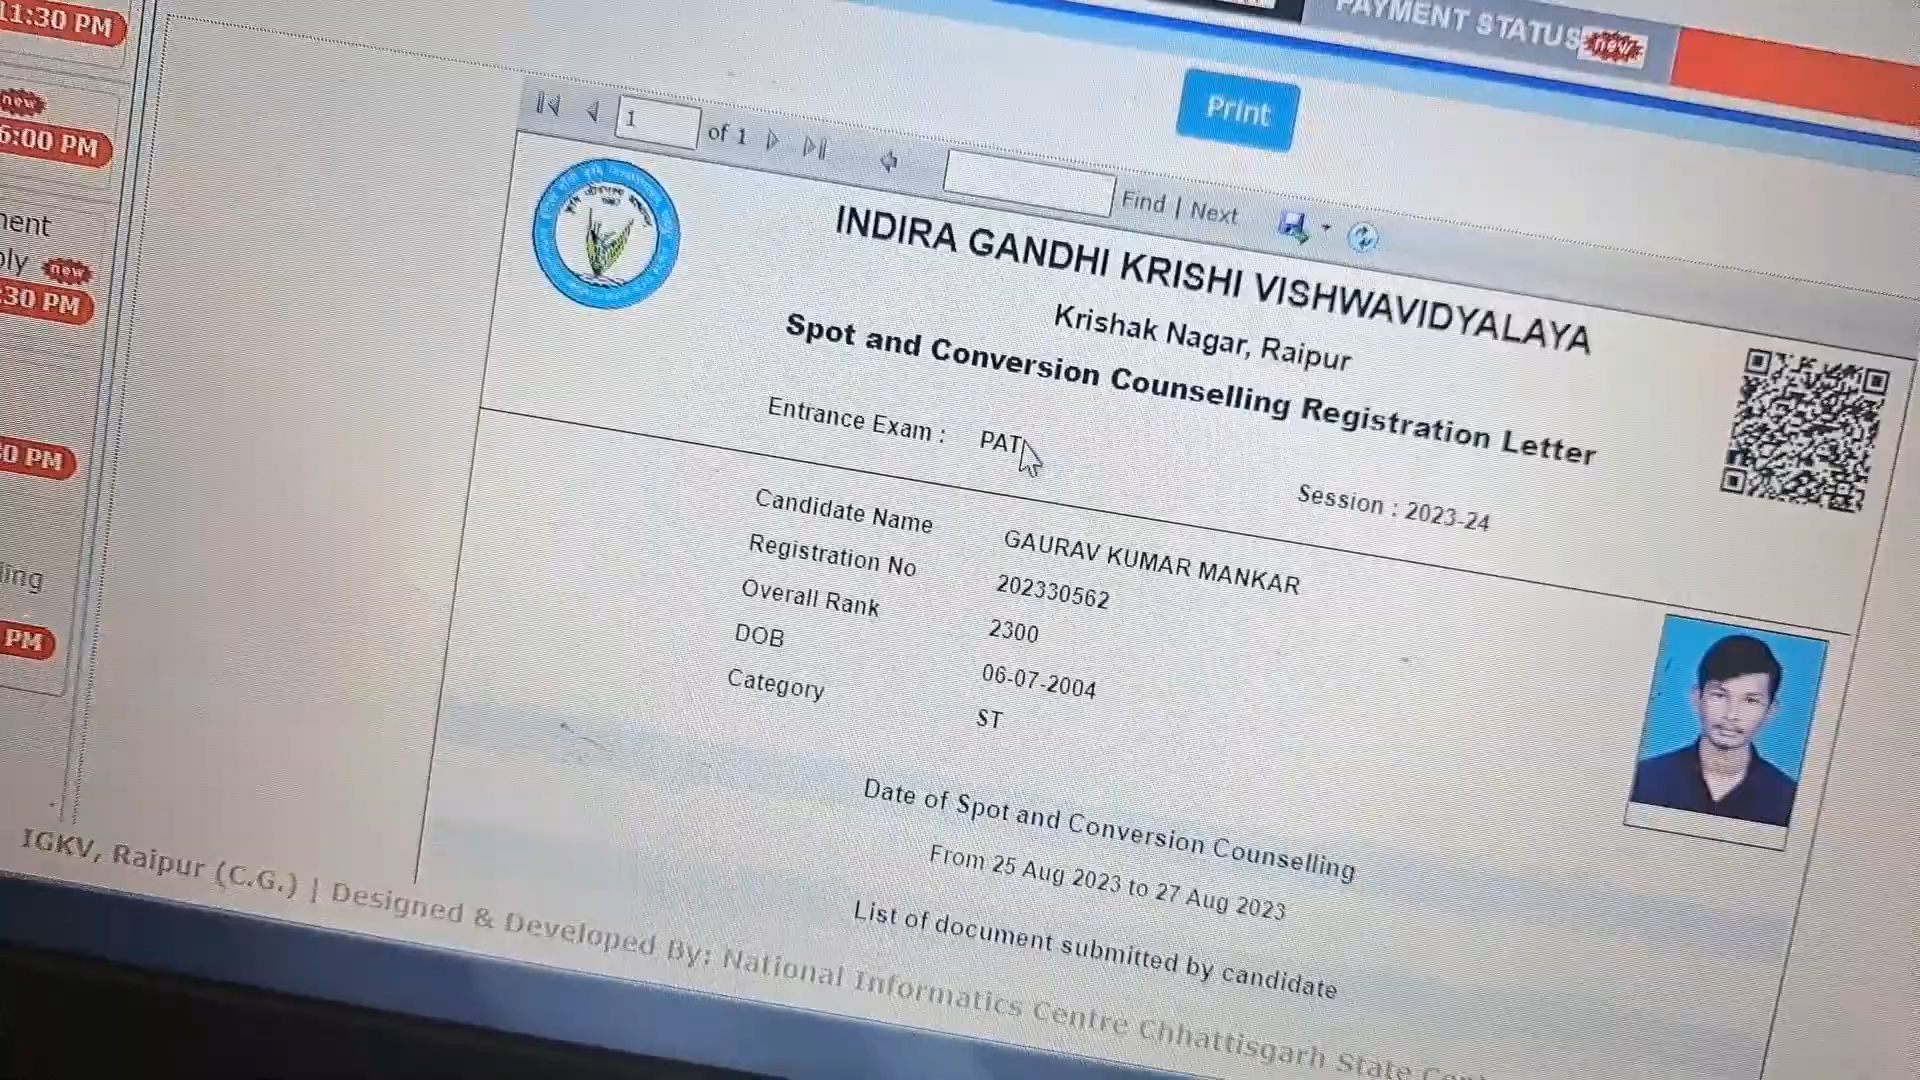 11:30 PM
new
6:00 PM
new
:30 PM
0 PM
ing
PM
PAYMENT STATUS new
Print
1 of 1
Find | Next
INDIRA GANDHI KRISHI VISHWAVIDYALAYA
Krishak Nagar, Raipur
Spot and Conversion Counselling Registration Letter
Entrance Exam : PAT
Session : 2023-24
Candidate Name GAURAV KUMAR MANKAR
Registration No 202330562
Overall Rank 2300
DOB 06-07-2004
Category ST
Date of Spot and Conversion Counselling
From 25 Aug 2023 to 27 Aug 2023
List of document submitted by candidate
IGKV, Raipur (C.G.) | Designed & Developed By: National Informatics Centre Chhattisgarh State